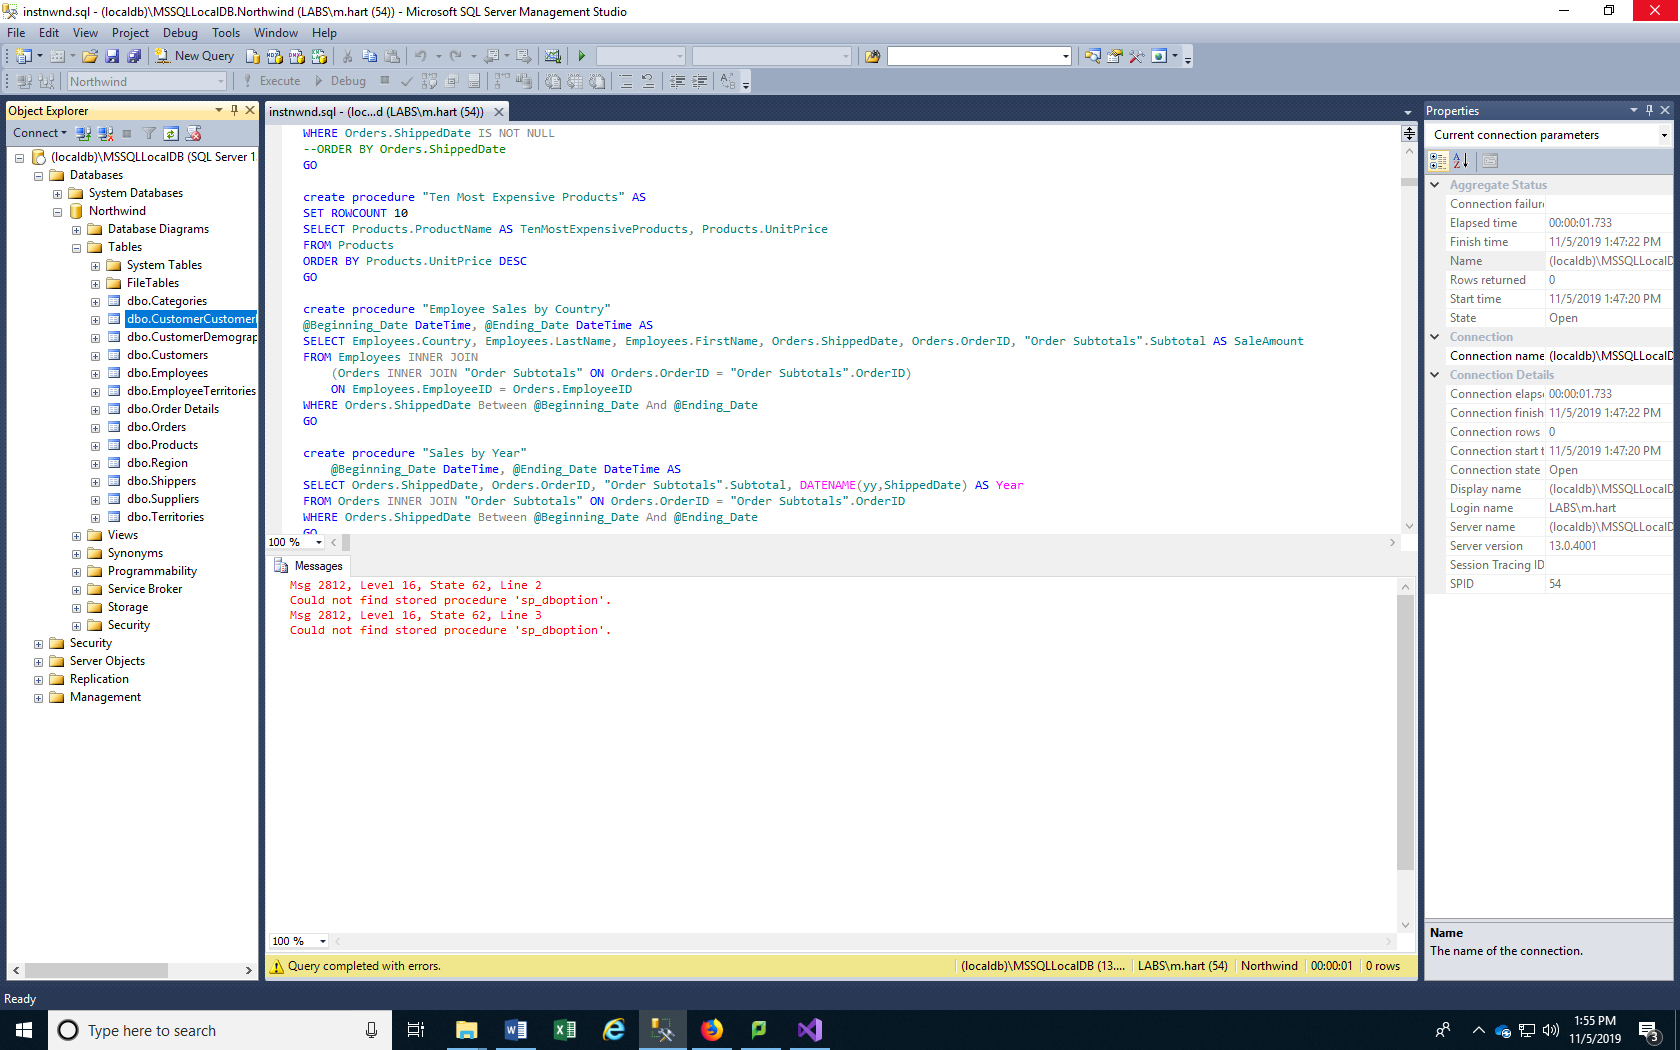 instnwnd.sql - (localdb)\MSSQLLocalDB.Northwind (LABS\m.hart (54)) - Microsoft SQL Server Management Studio
File Edit View Project Debug Tools Window Help
New Query
Northwind Execute Debug
Object Explorer
Connect
(localdb)\MSSQLLocalDB (SQL Server 1
Databases
System Databases
Northwind
Database Diagrams
Tables
System Tables
FileTables
dbo.Categories
dbo.CustomerCustomer
dbo.CustomerDemograp
dbo.Customers
dbo.Employees
dbo.EmployeeTerritories
dbo.Order Details
dbo.Orders
dbo.Products
dbo.Region
dbo.Shippers
dbo.Suppliers
dbo.Territories
Views
Synonyms
Programmability
Service Broker
Storage
Security
Security
Server Objects
Replication
Management
instnwnd.sql - (loc...d (LABS\m.hart (54))
WHERE Orders.ShippedDate IS NOT NULL
--ORDER BY Orders.ShippedDate
GO
create procedure "Ten Most Expensive Products" AS
SET ROWCOUNT 10
SELECT Products.ProductName AS TenMostExpensiveProducts, Products.UnitPrice
FROM Products
ORDER BY Products.UnitPrice DESC
GO
create procedure "Employee Sales by Country"
@Beginning_Date DateTime, @Ending_Date DateTime AS
SELECT Employees.Country, Employees.LastName, Employees.FirstName, Orders.ShippedDate, Orders.OrderID, "Order Subtotals".Subtotal AS SaleAmount
FROM Employees INNER JOIN
(Orders INNER JOIN "Order Subtotals" ON Orders.OrderID = "Order Subtotals".OrderID)
ON Employees.EmployeeID = Orders.EmployeeID
WHERE Orders.ShippedDate Between @Beginning_Date And @Ending_Date
GO
create procedure "Sales by Year"
@Beginning_Date DateTime, @Ending_Date DateTime AS
SELECT Orders.ShippedDate, Orders.OrderID, "Order Subtotals".Subtotal, DATENAME(yy,ShippedDate) AS Year
FROM Orders INNER JOIN "Order Subtotals" ON Orders.OrderID = "Order Subtotals".OrderID
WHERE Orders.ShippedDate Between @Beginning_Date And @Ending_Date
GO
100 %
Messages
Msg 2812, Level 16, State 62, Line 2
Could not find stored procedure 'sp_dboption'.
Msg 2812, Level 16, State 62, Line 3
Could not find stored procedure 'sp_dboption'.
100 %
Query completed with errors. (localdb)\MSSQLLocalDB (13.... LABS\m.hart (54) Northwind 00:00:01 0 rows
Properties
Current connection parameters
Aggregate Status
Connection failur
Elapsed time 00:00:01.733
Finish time 11/5/2019 1:47:22 PM
Name (localdb)\MSSQLLocalD
Rows returned 0
Start time 11/5/2019 1:47:20 PM
State Open
Connection
Connection name (localdb)\MSSQLLocalD
Connection Details
Connection elaps 00:00:01.733
Connection finish 11/5/2019 1:47:22 PM
Connection rows 0
Connection start t 11/5/2019 1:47:20 PM
Connection state Open
Display name (localdb)\MSSQLLocalD
Login name LABS\m.hart
Server name (localdb)\MSSQLLocalD
Server version 13.0.4001
Session Tracing ID
SPID 54
Name
The name of the connection.
Ready
Type here to search
1:55 PM
11/5/2019
3